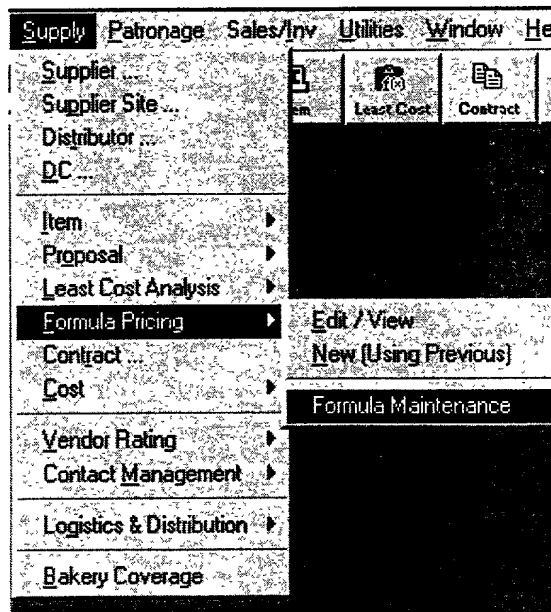 Supply Patronage Sales/Inv Utilities Window He
Supplier ...
Supplier Site ...
Distributor ...
DC ...
em Least Cost Contract
Item
Proposal
Least Cost Analysis
Formula Pricing
Contract ...
Cost
Edit / View
New (Using Previous)
Formula Maintenance
Vendor Rating
Contact Management
Logistics & Distribution
Bakery Coverage